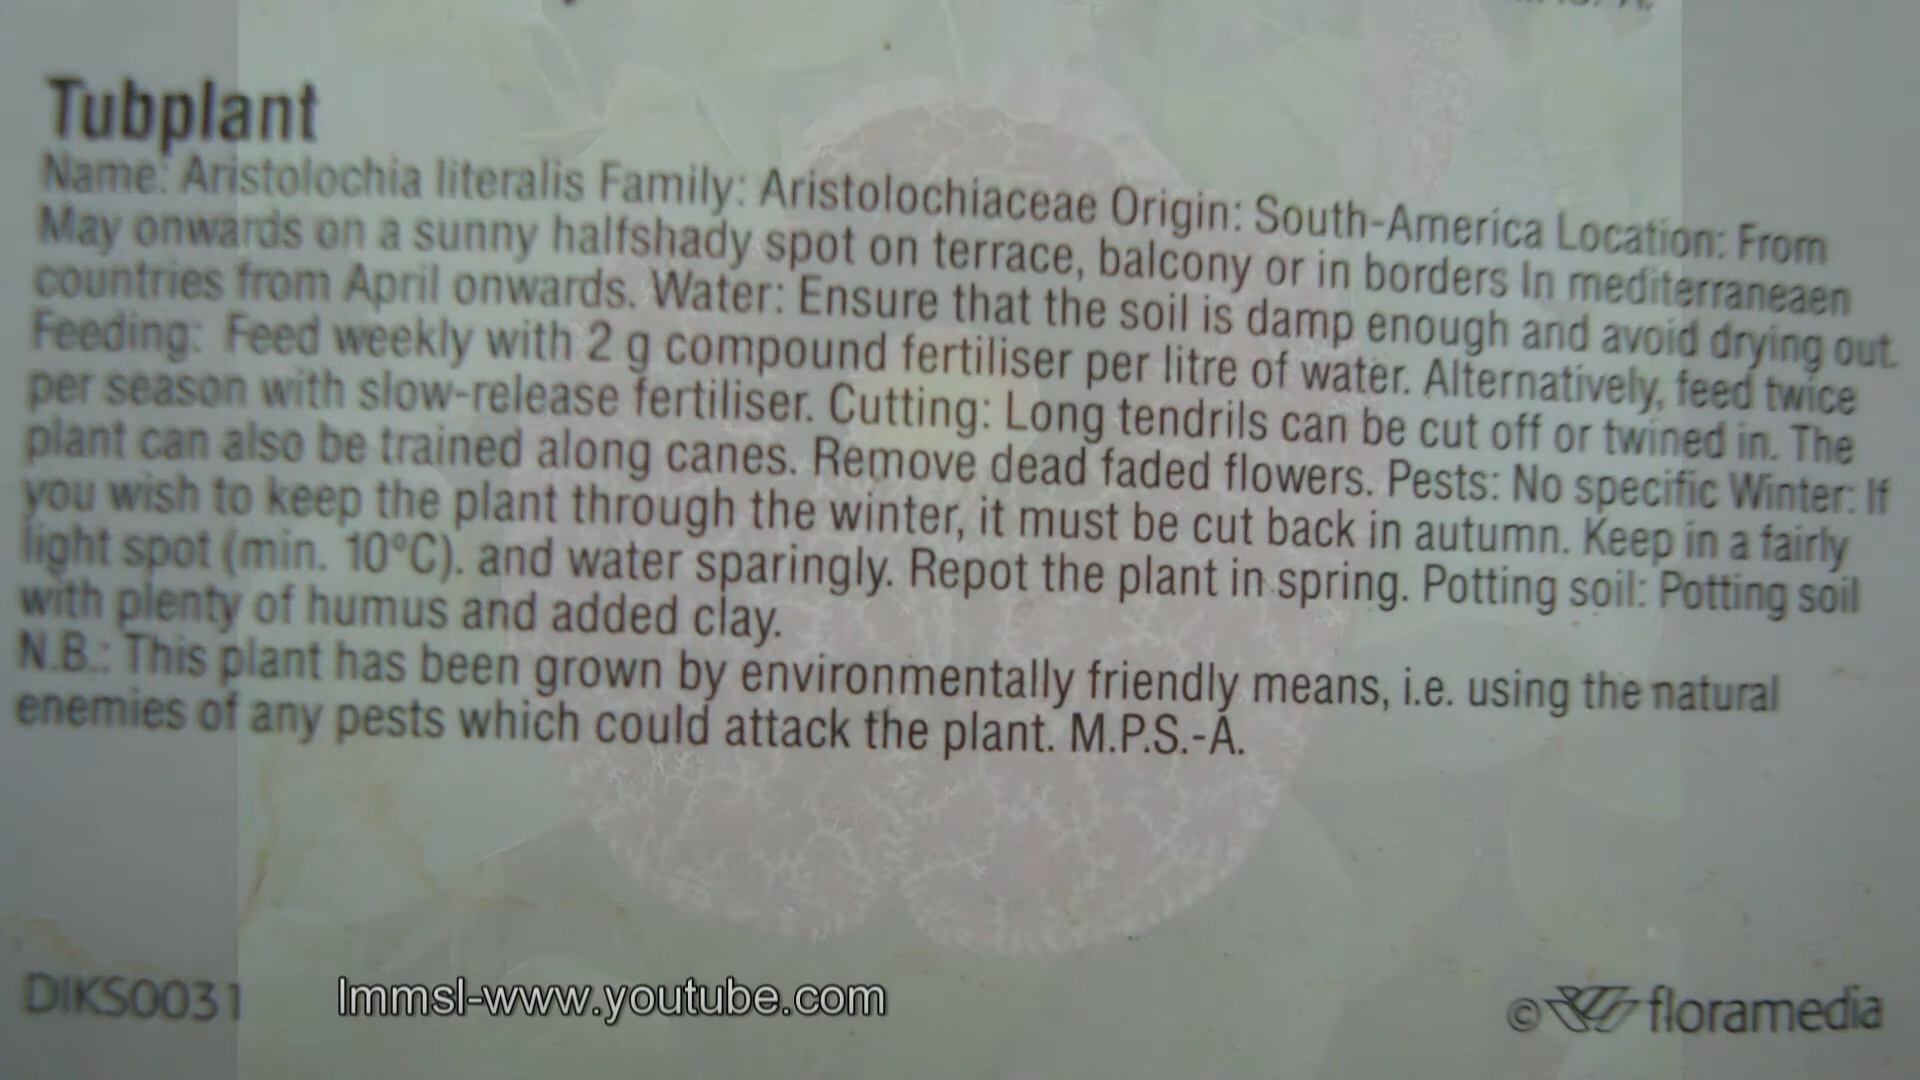 Tubplant
Name: Aristolochia literalis Family: Aristolochiaceae Origin: South-America Location: From
May onwards on a sunny halfshady spot on terrace, balcony or in borders In mediterraneaen
countries from April onwards. Water: Ensure that the soil is damp enough and avoid drying out.
Feeding: Feed weekly with 2 g compound fertiliser per litre of water. Alternatively, feed twice
per season with slow-release fertiliser. Cutting: Long tendrils can be cut off or twined in. The
plant can also be trained along canes. Remove dead faded flowers. Pests: No specific Winter: If
you wish to keep the plant through the winter, it must be cut back in autumn. Keep in a fairly
light spot (min. 10°C). and water sparingly. Repot the plant in spring. Potting soil: Potting soil
with plenty of humus and added clay.
N.B.: This plant has been grown by environmentally friendly means, i.e. using the natural
enemies of any pests which could attack the plant. M.P.S.-A.
DIKS0031
lmmsl-www.youtube.com
© floramedia